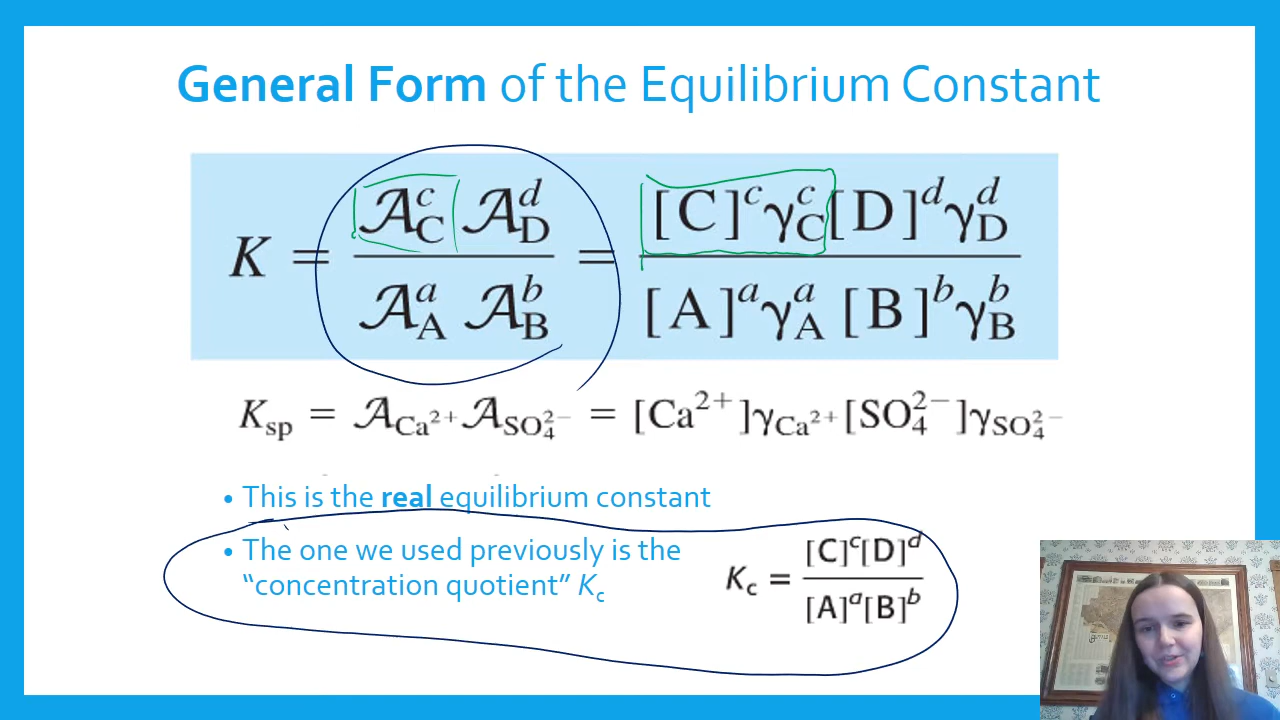 General Form of the Equilibrium Constant
K = 𝒜_C^c 𝒜_D^d / 𝒜_A^a 𝒜_B^b = [C]^c γ_C^c [D]^d γ_D^d / [A]^a γ_A^a [B]^b γ_B^b
K_sp = 𝒜_Ca²⁺ 𝒜_SO₄²⁻ = [Ca²⁺]γ_Ca²⁺ [SO₄²⁻]γ_SO₄²⁻
• This is the real equilibrium constant
• The one we used previously is the
“concentration quotient” K_c
K_c = [C]^c[D]^d / [A]^a[B]^b